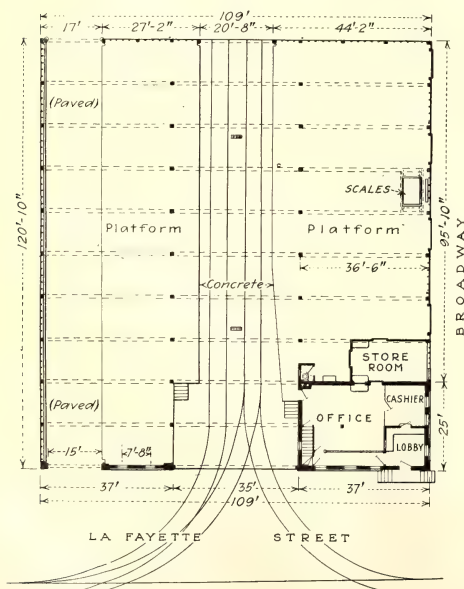 109'
17' 27'-2" 20'-8" 44'-2"
(Paved)
SCALES
120'-10"
95'-10"
Platform Platform
36'-6"
BROADWAY
Concrete
STORE
ROOM
CASHIER
(Paved)
OFFICE
LOBBY
25'
15' 7'-8"
37' 35' 37'
109'
LA FAYETTE STREET